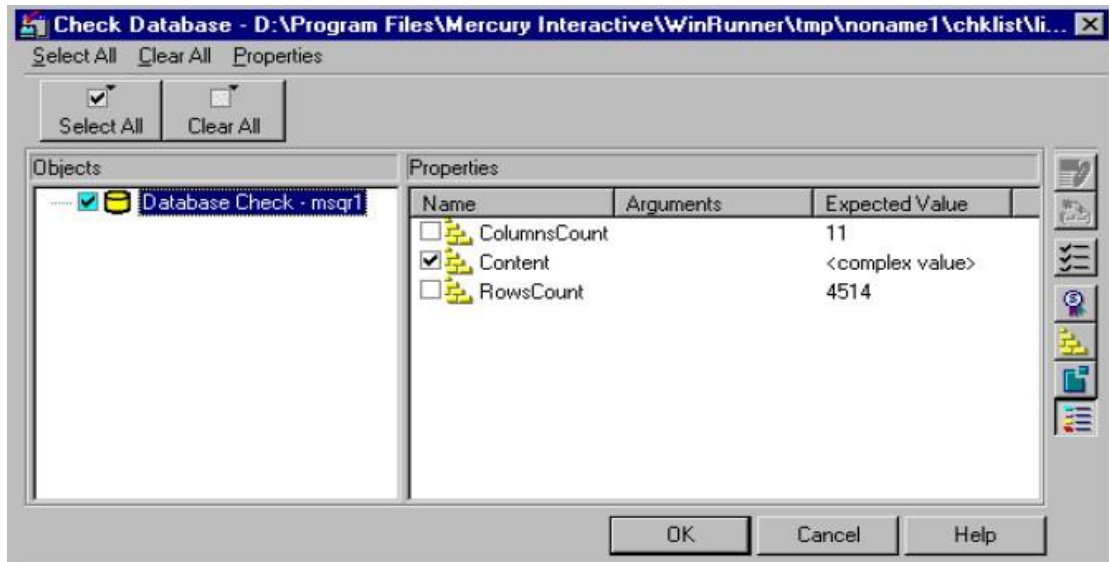 Check Database - D:\Program Files\Mercury Interactive\WinRunner\tmp\noname1\chklist\li...
Select All Clear All Properties
Select All Clear All
Objects
Database Check - msqr1
Properties
Name Arguments Expected Value
ColumnsCount 11
Content <complex value>
RowsCount 4514
OK Cancel Help